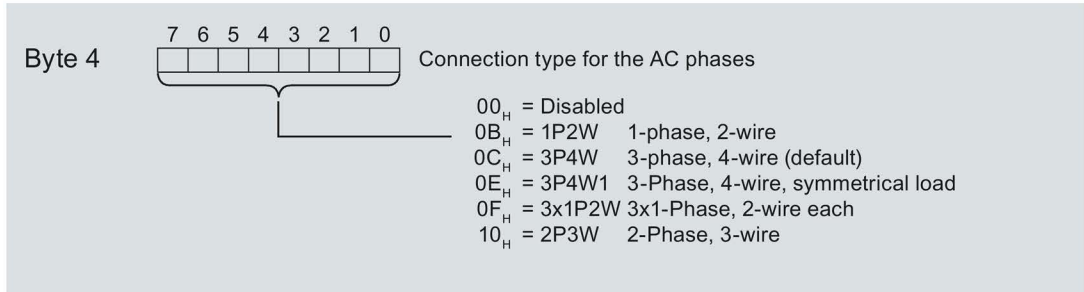 7 6 5 4 3 2 1 0
Byte 4 Connection type for the AC phases
00H = Disabled
0BH = 1P2W 1-phase, 2-wire
0CH = 3P4W 3-phase, 4-wire (default)
0EH = 3P4W1 3-Phase, 4-wire, symmetrical load
0FH = 3x1P2W 3x1-Phase, 2-wire each
10H = 2P3W 2-Phase, 3-wire